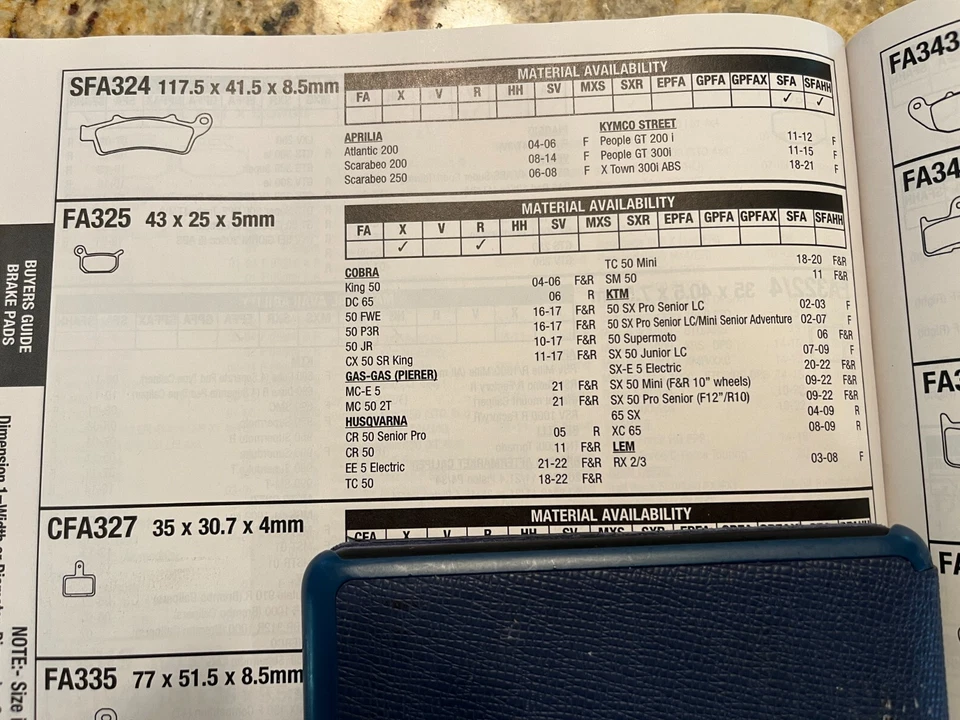 SFA324 117.5 x 41.5 x 8.5mm
MATERIAL AVAILABILITY
FA X V R HH SV MXS SXR EPFA GPFA GPFAX SFA SFAHH
✓ ✓
APRILIA
Atlantic 200 04-06 F
Scarabeo 200 08-14 F
Scarabeo 250 06-08 F
KYMCO STREET
People GT 200 i 11-12 F
People GT 300i 11-15 F
X Town 300i ABS 18-21 F
FA325 43 x 25 x 5mm
MATERIAL AVAILABILITY
FA X V R HH SV MXS SXR EPFA GPFA GPFAX SFA SFAHH
✓ ✓
COBRA
King 50 04-06 F&R
DC 65 06 R
50 FWE 16-17 F&R
50 P3R 16-17 F&R
50 JR 10-17 F&R
CX 50 SR King 11-17 F&R
GAS-GAS (PIERER)
MC-E 5 21 F&R
MC 50 2T 21 F&R
HUSQVARNA
CR 50 Senior Pro 05 R
CR 50 11 F&R
EE 5 Electric 21-22 F&R
TC 50 18-22 F&R
TC 50 Mini 18-20 F&R
SM 50 11 F&R
KTM
50 SX Pro Senior LC 02-03 F
50 SX Pro Senior LC/Mini Senior Adventure 02-07 F
50 Supermoto 06 F&R
SX 50 Junior LC 07-09 F
SX-E 5 Electric 20-22 F&R
SX 50 Mini (F&R 10" wheels) 09-22 F&R
SX 50 Pro Senior (F12"/R10) 09-22 F&R
65 SX 04-09 R
XC 65 08-09 R
LEM
RX 2/3 03-08 F
CFA327 35 x 30.7 x 4mm
MATERIAL AVAILABILITY
CFA X V R HH SV MXS SXR
FA335 77 x 51.5 x 8.5mm
BUYERS GUIDE
BRAKE PADS
NOTE:- Size
FA343
FA34
FA3